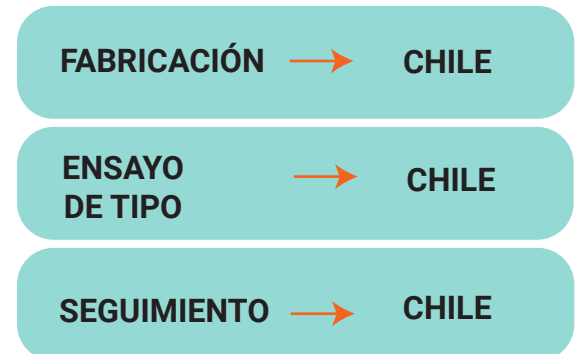 FABRICACIÓN → CHILE
ENSAYO
DE TIPO → CHILE
SEGUIMIENTO → CHILE